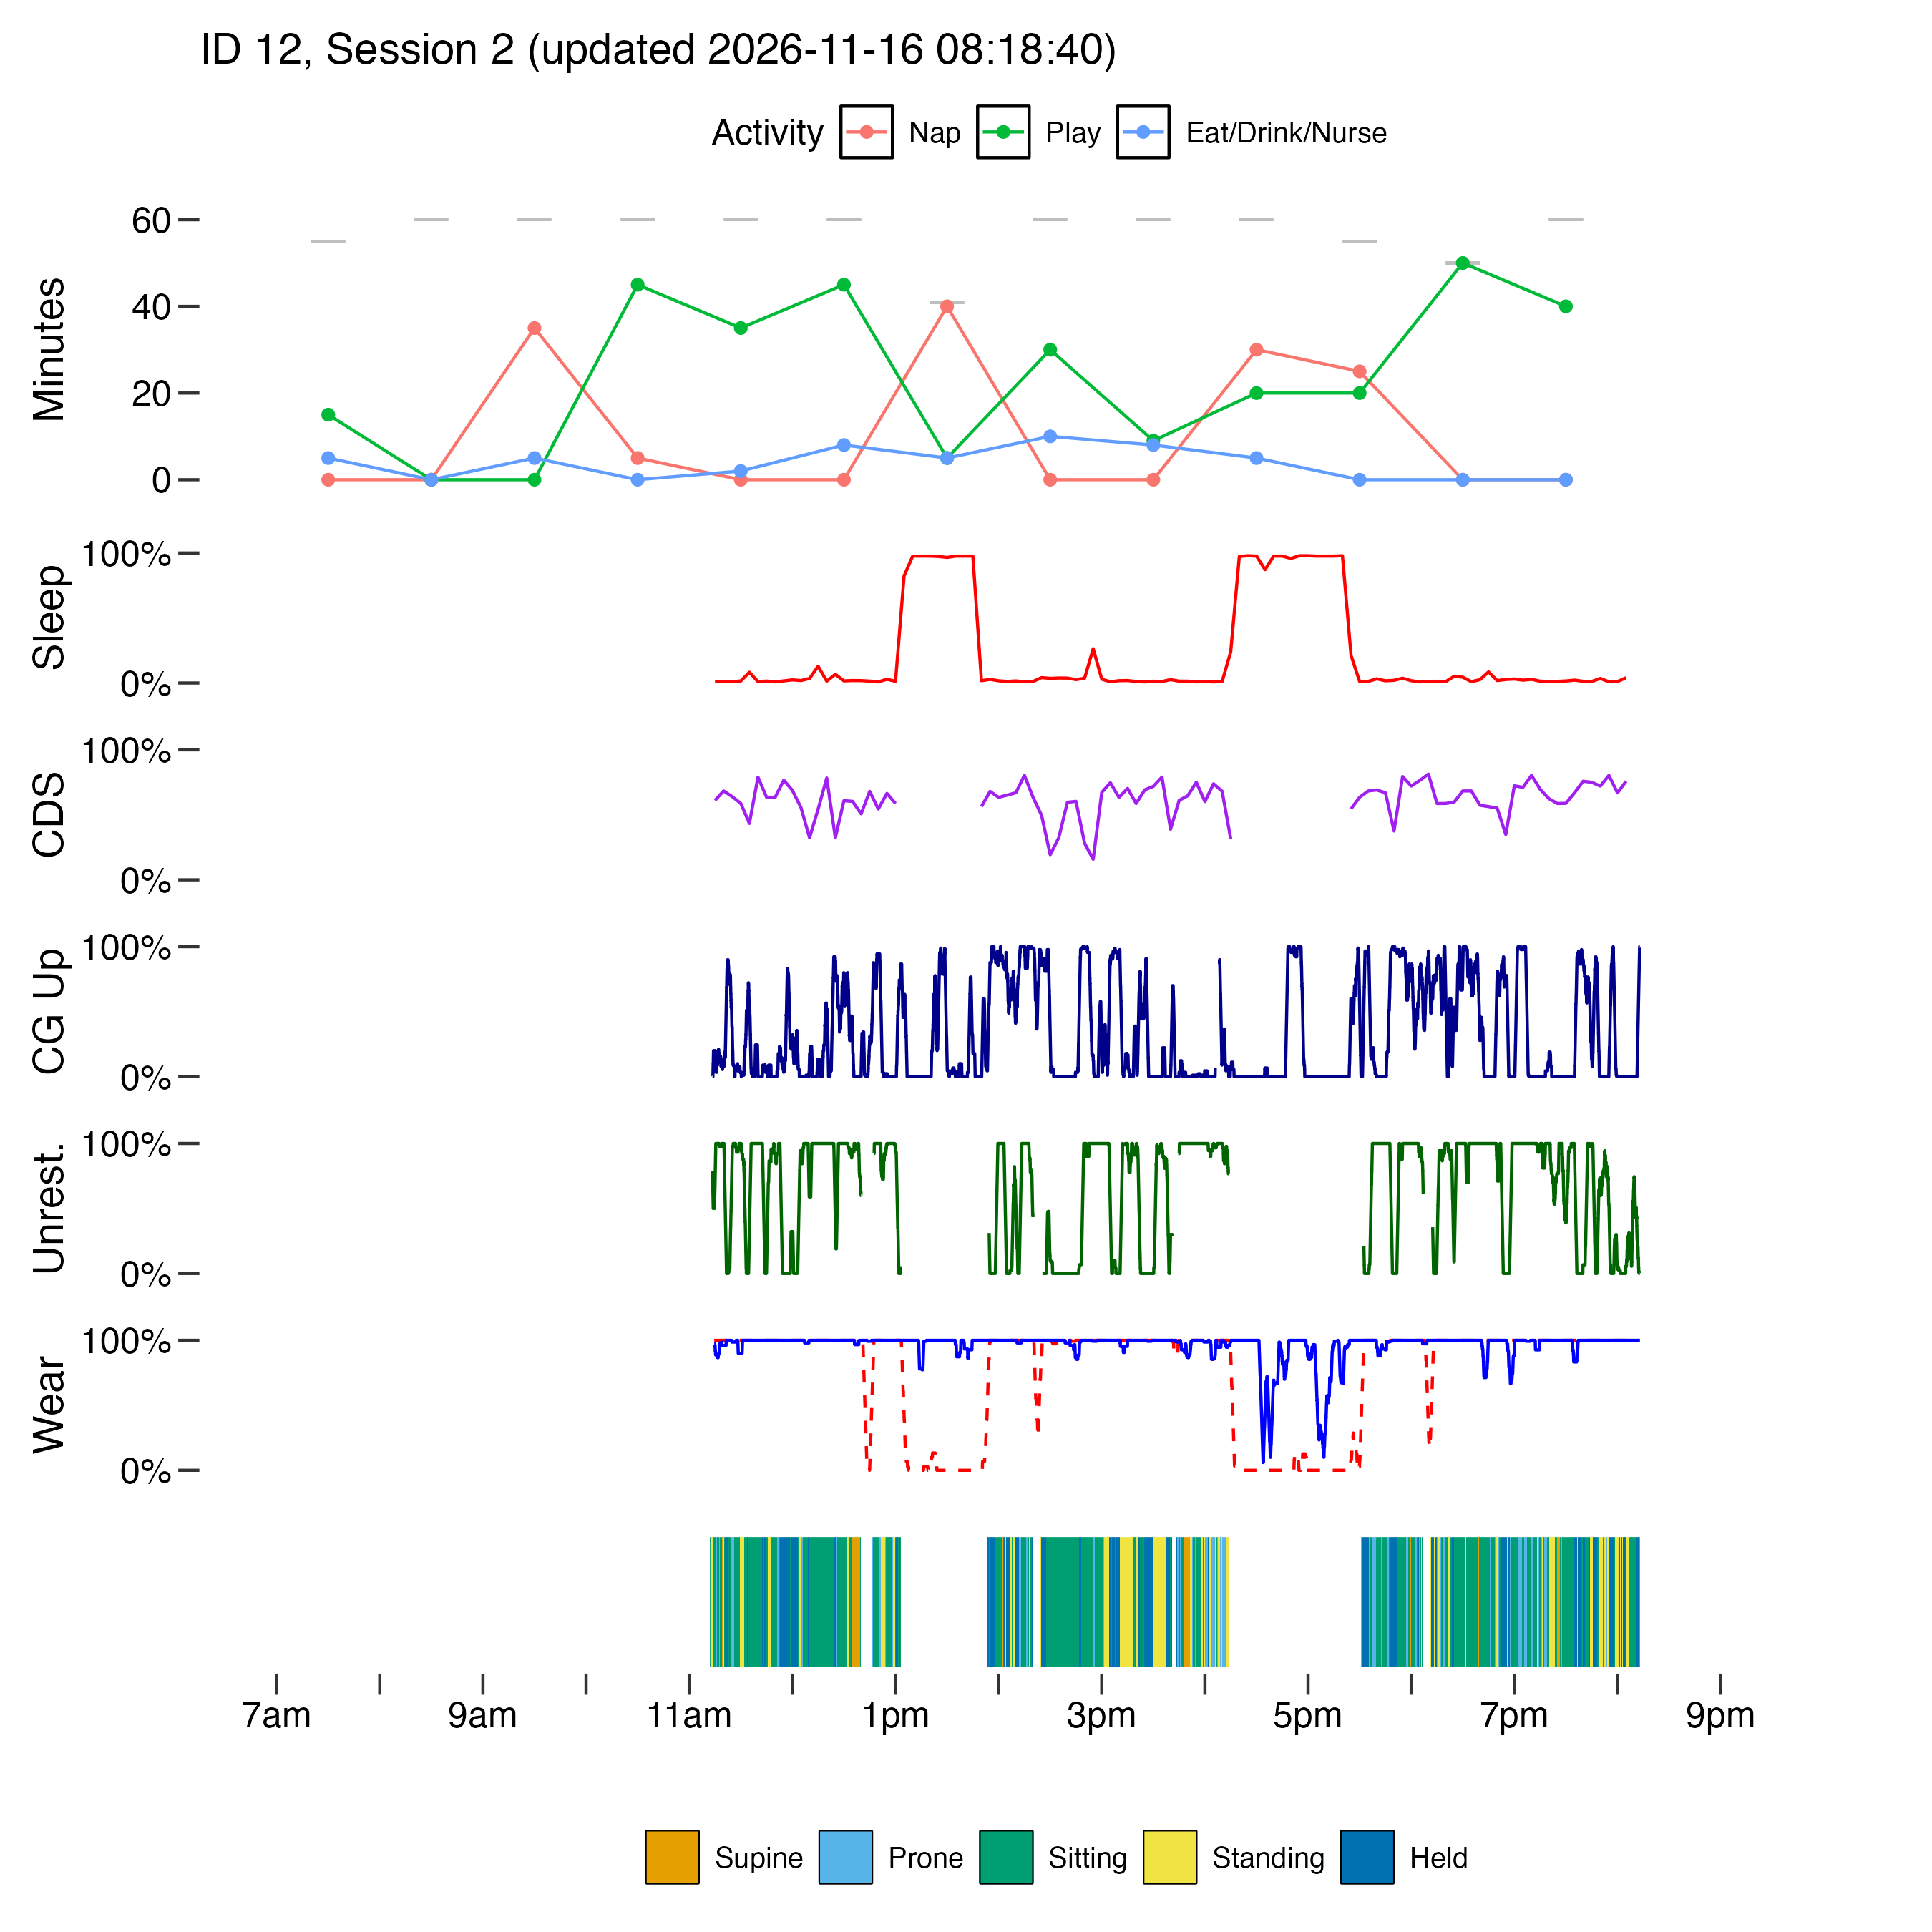 ID 12, Session 2 (updated 2026-11-16 08:18:40)
Activity Nap Play Eat/Drink/Nurse
Minutes
60
40
20
0
Sleep
100%
0%
CDS
100%
0%
CG Up
100%
0%
Unrest.
100%
0%
Wear
100%
0%
7am 9am 11am 1pm 3pm 5pm 7pm 9pm
Supine Prone Sitting Standing Held